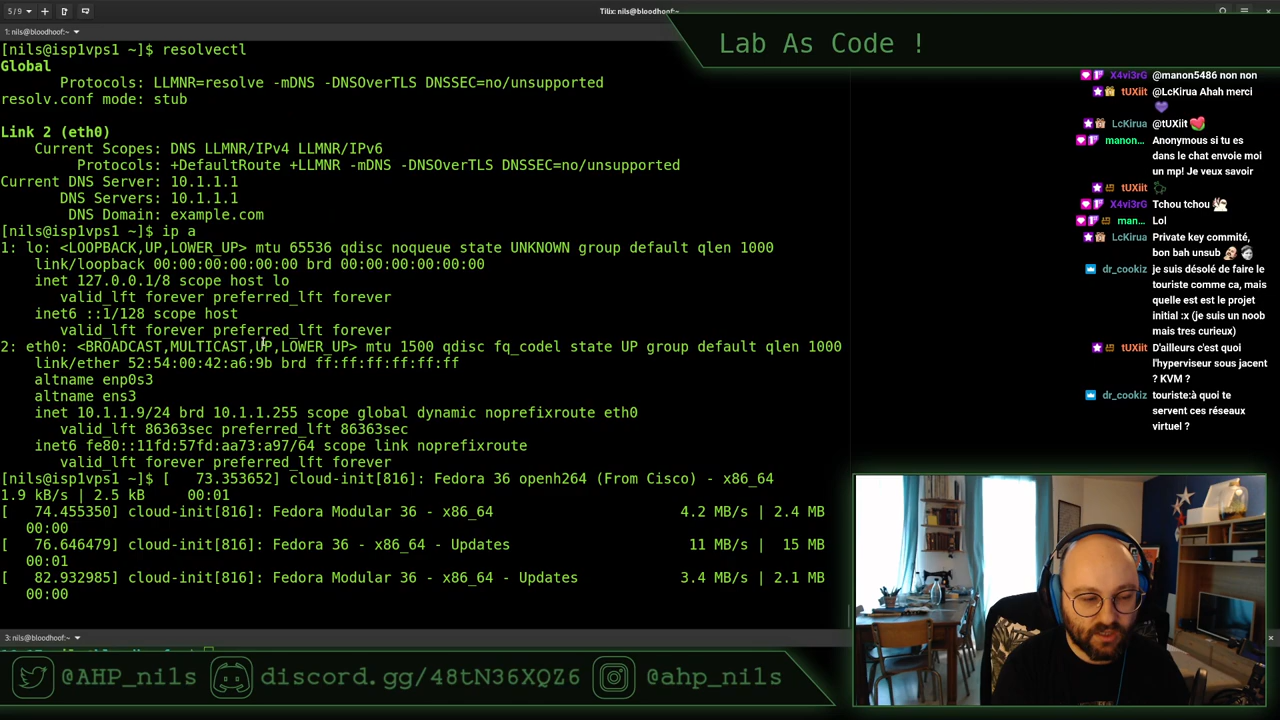 5 / 9
Tilix: nils@bloodhoof:~
1: nils@isp1vps1:~
Lab As Code !
[nils@isp1vps1 ~]$ resolvectl
Global
Protocols: LLMNR=resolve -mDNS -DNSOverTLS DNSSEC=no/unsupported
resolv.conf mode: stub
Link 2 (eth0)
Current Scopes: DNS LLMNR/IPv4 LLMNR/IPv6
Protocols: +DefaultRoute +LLMNR -mDNS -DNSOverTLS DNSSEC=no/unsupported
Current DNS Server: 10.1.1.1
DNS Servers: 10.1.1.1
DNS Domain: example.com
[nils@isp1vps1 ~]$ ip a
1: lo: <LOOPBACK,UP,LOWER_UP> mtu 65536 qdisc noqueue state UNKNOWN group default qlen 1000
link/loopback 00:00:00:00:00:00 brd 00:00:00:00:00:00
inet 127.0.0.1/8 scope host lo
valid_lft forever preferred_lft forever
inet6 ::1/128 scope host
valid_lft forever preferred_lft forever
2: eth0: <BROADCAST,MULTICAST,UP,LOWER_UP> mtu 1500 qdisc fq_codel state UP group default qlen 1000
link/ether 52:54:00:42:a6:9b brd ff:ff:ff:ff:ff:ff
altname enp0s3
altname ens3
inet 10.1.1.9/24 brd 10.1.1.255 scope global dynamic noprefixroute eth0
valid_lft 86363sec preferred_lft 86363sec
inet6 fe80::11fd:57fd:aa73:a97/64 scope link noprefixroute
valid_lft forever preferred_lft forever
[nils@isp1vps1 ~]$ [   73.353652] cloud-init[816]: Fedora 36 openh264 (From Cisco) - x86_64
1.9 kB/s | 2.5 kB     00:01
[   74.455350] cloud-init[816]: Fedora Modular 36 - x86_64                      4.2 MB/s | 2.4 MB
00:00
[   76.646479] cloud-init[816]: Fedora 36 - x86_64 - Updates                     11 MB/s |  15 MB
00:01
[   82.932985] cloud-init[816]: Fedora Modular 36 - x86_64 - Updates            3.4 MB/s | 2.1 MB
00:00
3: nils@bloodhoof:~
X4vi3rG @manon5486 non non
tUXiit @LcKirua Ahah merci
LcKirua @tUXiit
manon... Anonymous si tu es
dans le chat envoie moi
un mp! Je veux savoir
tUXiit
X4vi3rG Tchou tchou
man... Lol
LcKirua Private key commité,
bon bah unsub
dr_cookiz je suis désolé de faire le
touriste comme ca, mais
quelle est est le projet
initial :x (je suis un noob
mais tres curieux)
tUXiit D'ailleurs c'est quoi
l'hyperviseur sous jacent
? KVM ?
dr_cookiz touriste:à quoi te
servent ces réseaux
virtuel ?
@AHP_nils
discord.gg/48tN36XQZ6
@ahp_nils